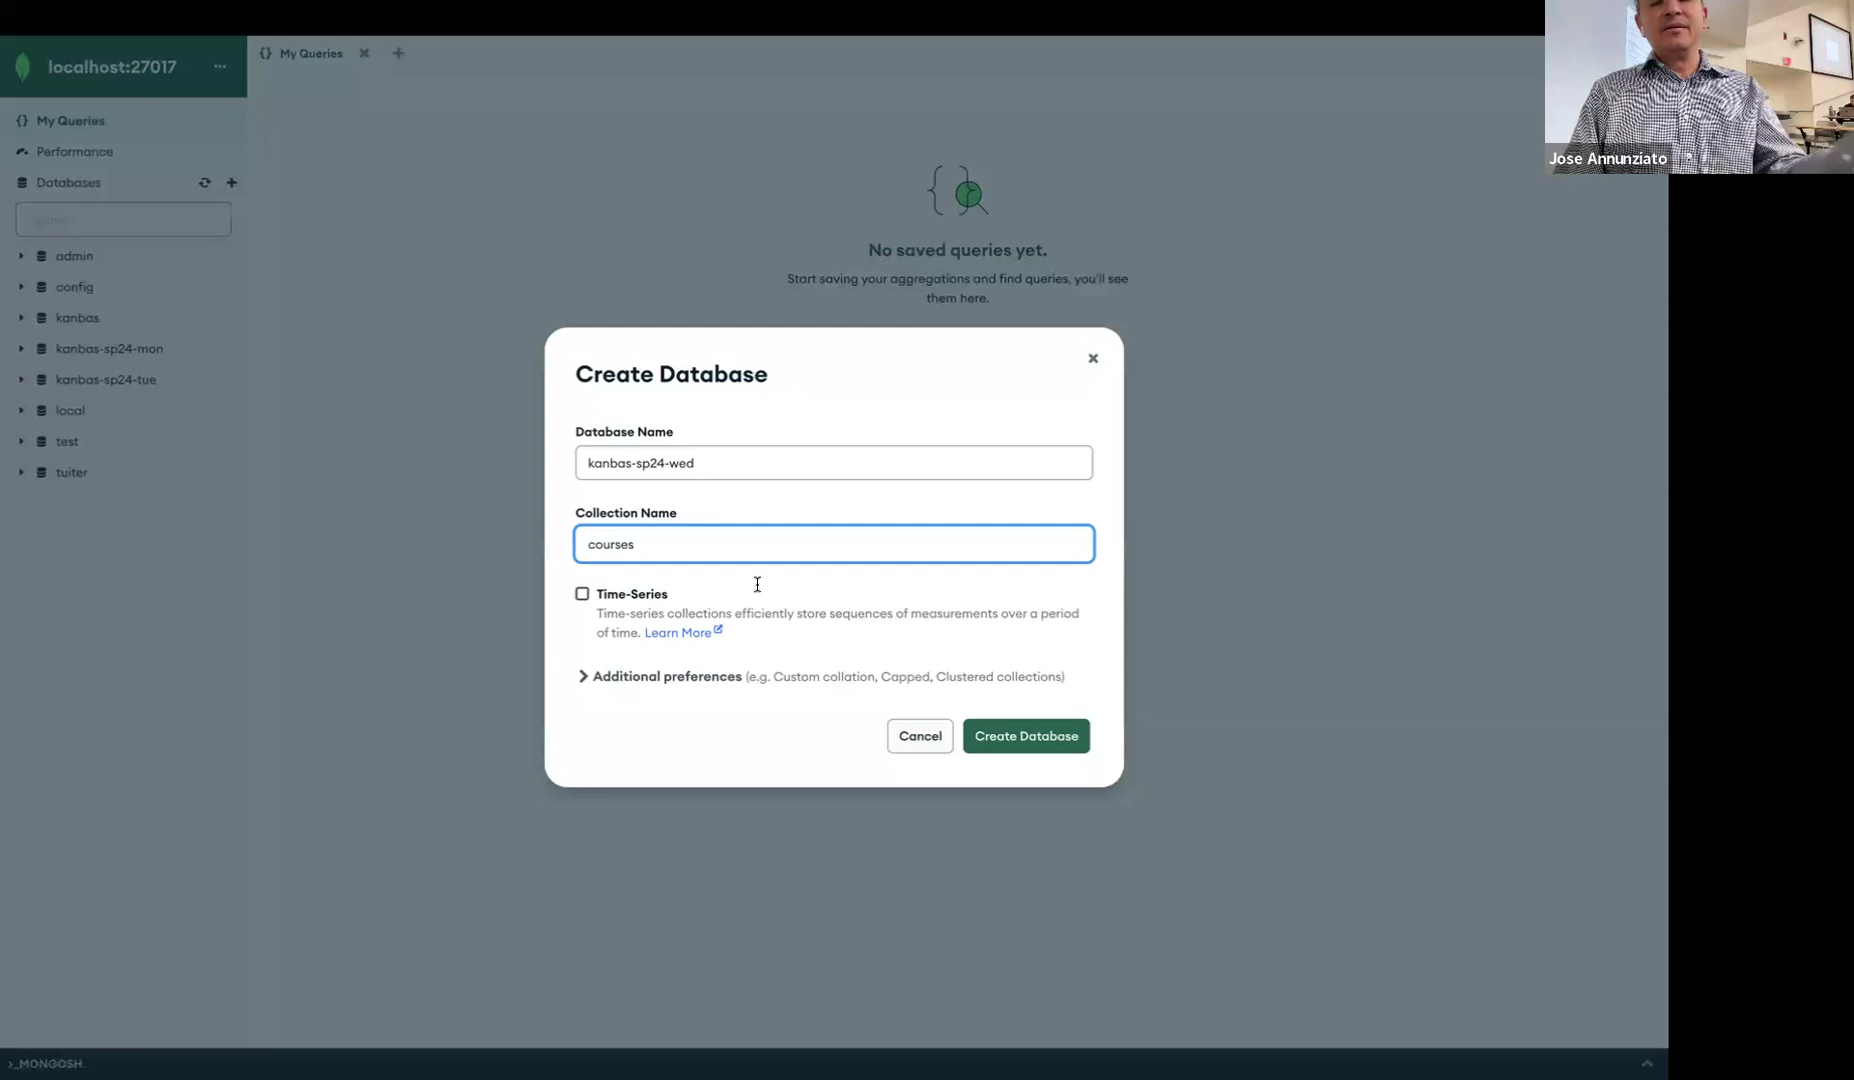 localhost:27017
...
{} My Queries
My Queries
Performance
Databases
admin
config
kanbas
kanbas-sp24-mon
kanbas-sp24-tue
local
test
tuiter
No saved queries yet.
Start saving your aggregations and find queries, you'll see
them here.
Create Database
Database Name
kanbas-sp24-wed
Collection Name
courses
Time-Series
Time-series collections efficiently store sequences of measurements over a period
of time. Learn More
Additional preferences (e.g. Custom collation, Capped, Clustered collections)
Cancel
Create Database
>_MONGOSH
Jose Annunziato